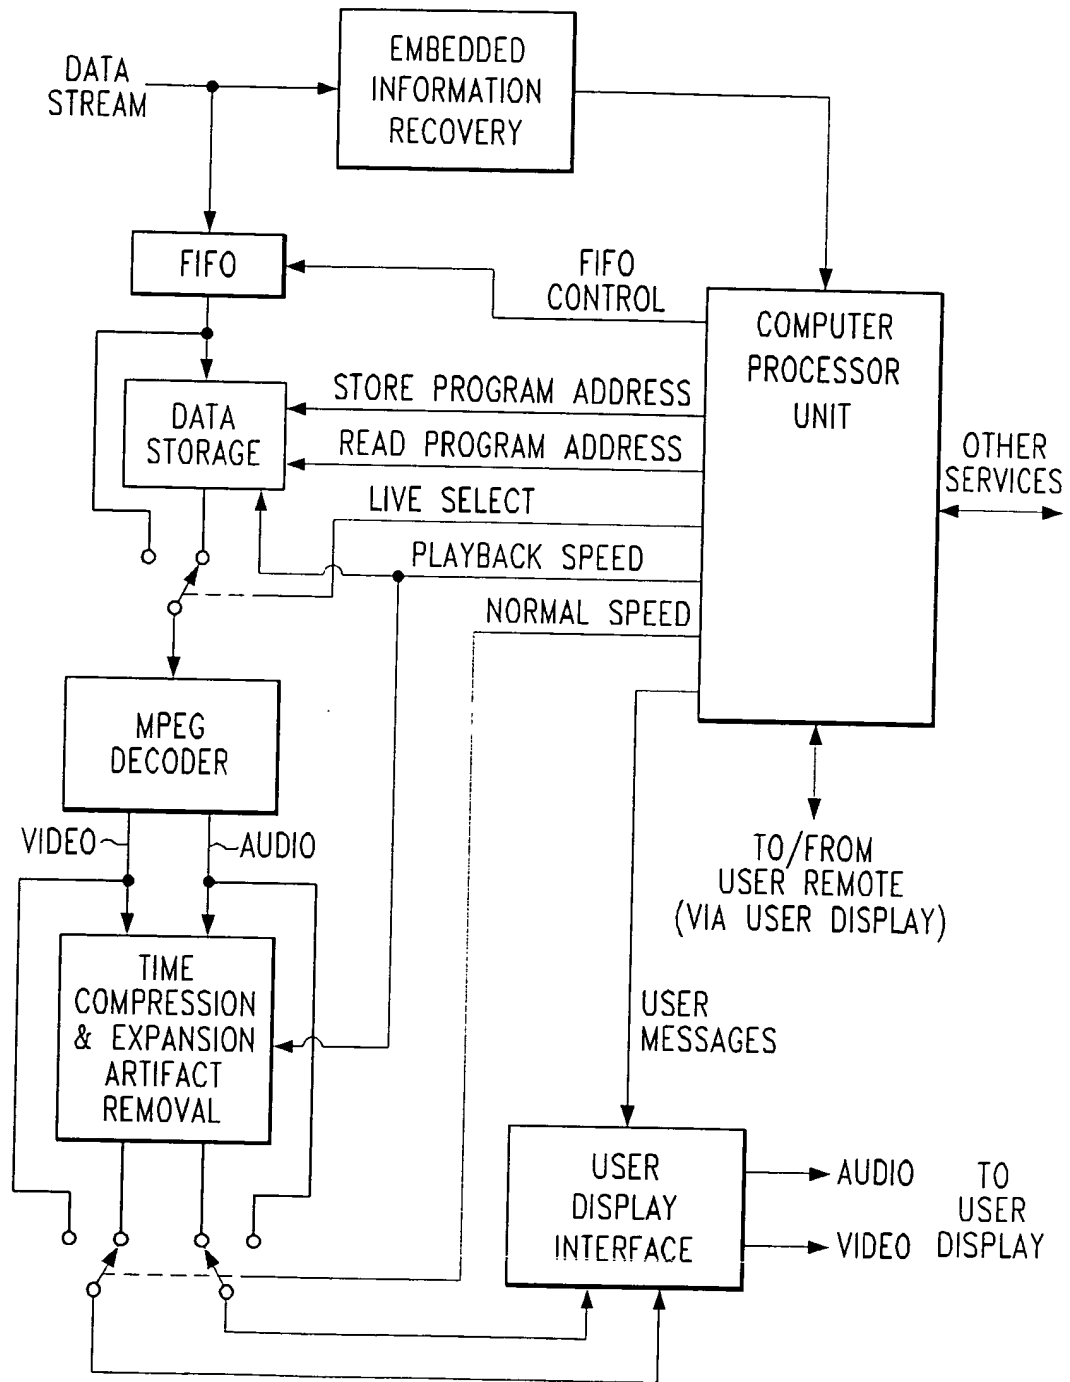 DATA
STREAM
EMBEDDED
INFORMATION
RECOVERY
FIFO
FIFO
CONTROL
COMPUTER
PROCESSOR
UNIT
STORE PROGRAM ADDRESS
DATA
STORAGE
READ PROGRAM ADDRESS
OTHER
SERVICES
LIVE SELECT
PLAYBACK SPEED
NORMAL SPEED
MPEG
DECODER
VIDEO
AUDIO
TO/FROM
USER REMOTE
(VIA USER DISPLAY)
TIME
COMPRESSION
& EXPANSION
ARTIFACT
REMOVAL
USER
MESSAGES
USER
DISPLAY
INTERFACE
AUDIO
VIDEO
TO
USER
DISPLAY